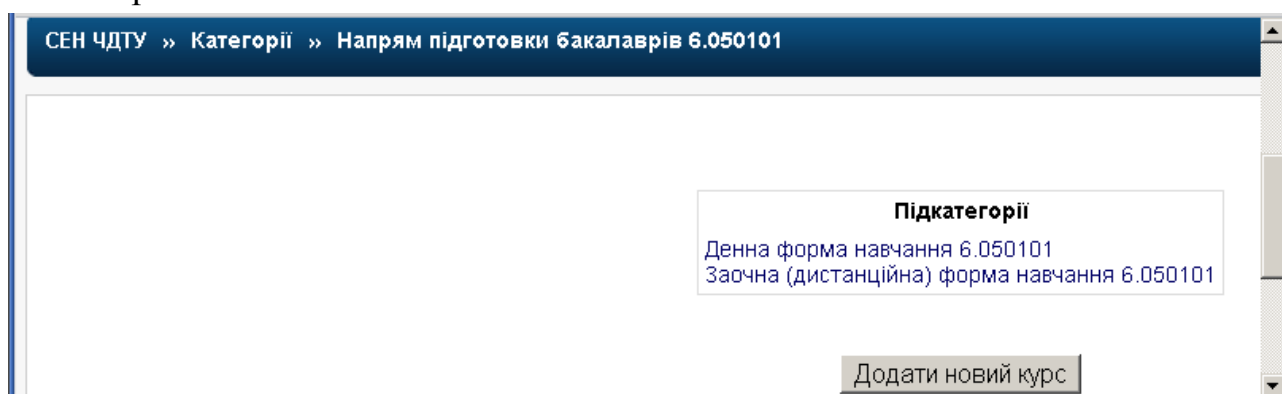 СЕН ЧДТУ » Категорії » Напрям підготовки бакалаврів 6.050101
Підкатегорії
Денна форма навчання 6.050101
Заочна (дистанційна) форма навчання 6.050101
Додати новий курс